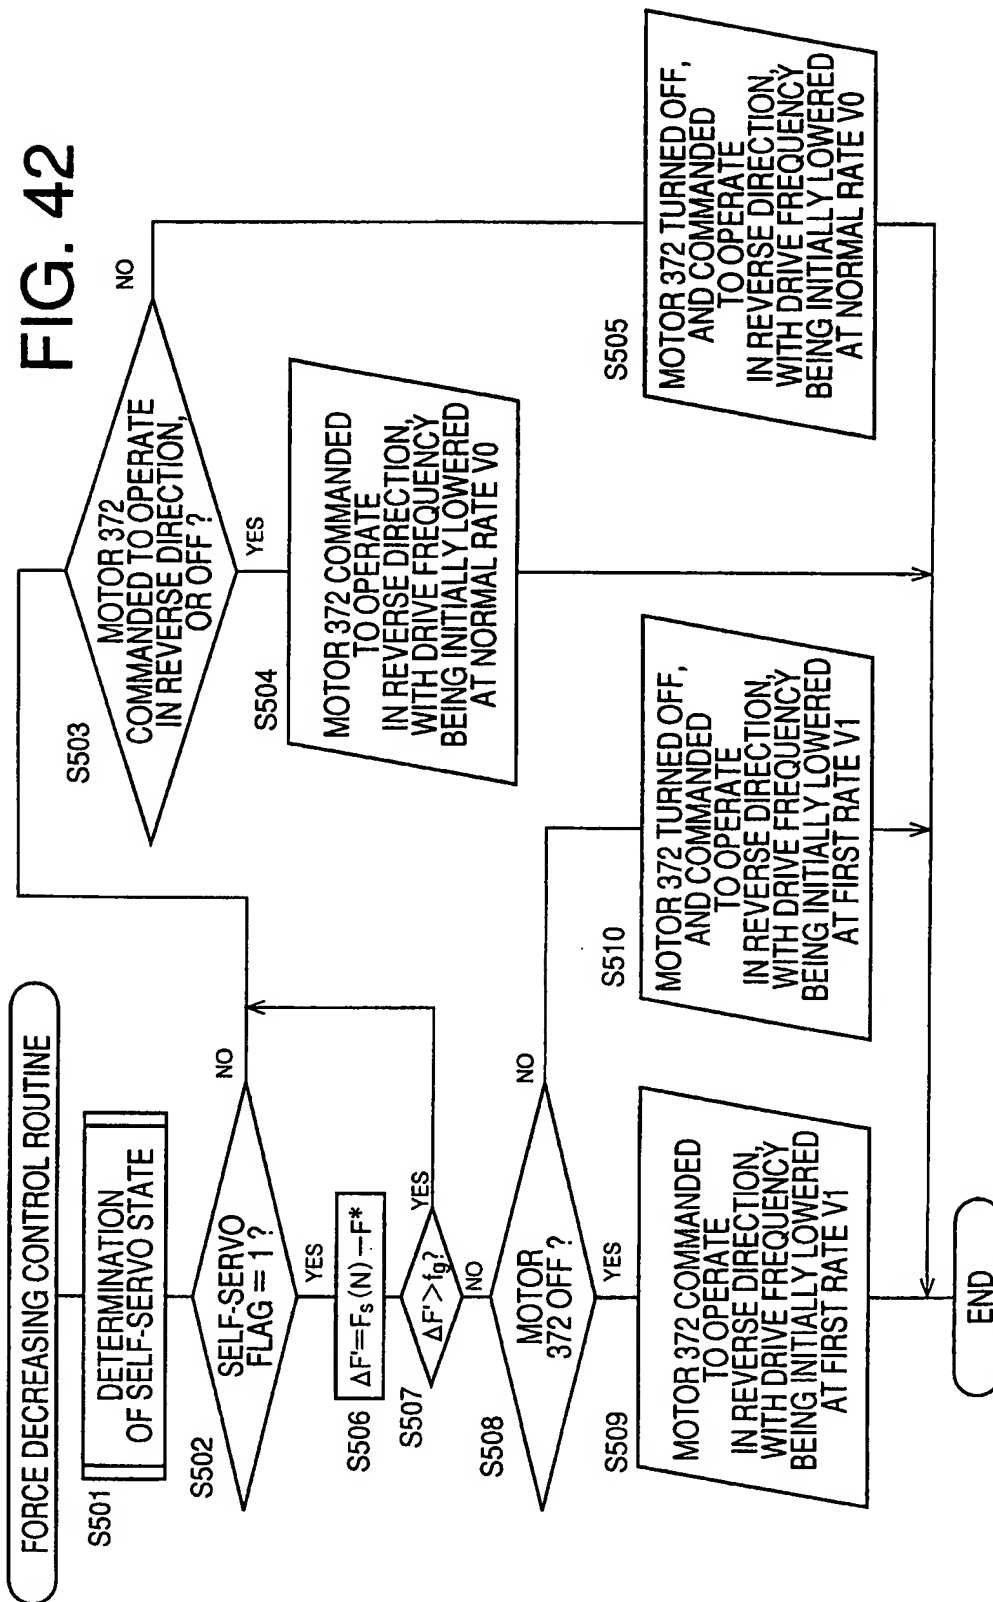 FIG. 42
FORCE DECREASING CONTROL ROUTINE
S501
DETERMINATION
OF SELF-SERVO STATE
S502
SELF-SERVO
FLAG = 1 ?
NO
YES
S506
ΔF'=Fs (N) −F*
S507
ΔF'>fg?
YES
NO
S508
MOTOR
372 OFF ?
NO
YES
S509
MOTOR 372 COMMANDED
TO OPERATE
IN REVERSE DIRECTION,
WITH DRIVE FREQUENCY
BEING INITIALLY LOWERED
AT FIRST RATE V1
S510
MOTOR 372 TURNED OFF,
AND COMMANDED
TO OPERATE
IN REVERSE DIRECTION,
WITH DRIVE FREQUENCY
BEING INITIALLY LOWERED
AT FIRST RATE V1
S503
MOTOR 372
COMMANDED TO OPERATE
IN REVERSE DIRECTION,
OR OFF ?
NO
YES
S504
MOTOR 372 COMMANDED
TO OPERATE
IN REVERSE DIRECTION,
WITH DRIVE FREQUENCY
BEING INITIALLY LOWERED
AT NORMAL RATE V0
S505
MOTOR 372 TURNED OFF,
AND COMMANDED
TO OPERATE
IN REVERSE DIRECTION,
WITH DRIVE FREQUENCY
BEING INITIALLY LOWERED
AT NORMAL RATE V0
END